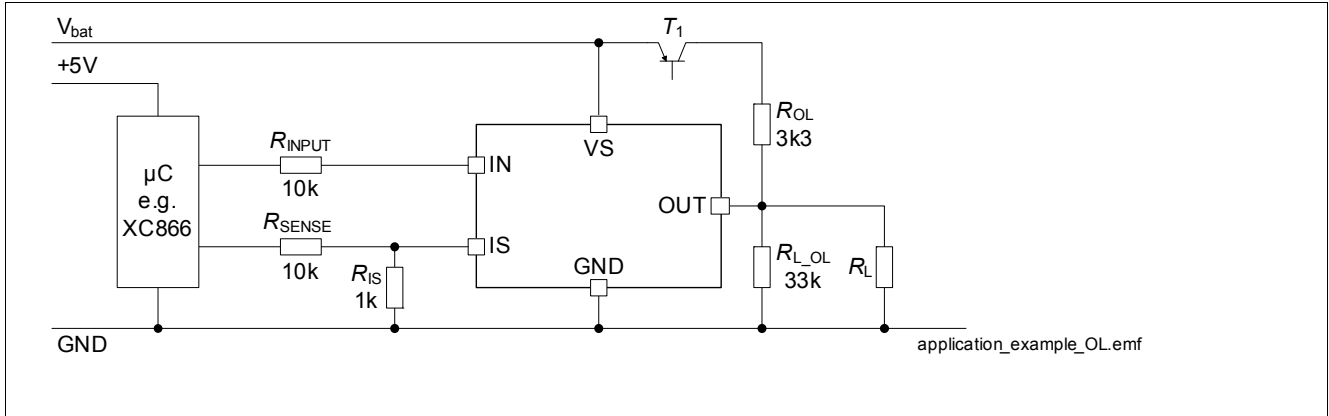 Vbat
T1
+5V
ROL
3k3
RINPUT
10k
VS
IN
µC
e.g.
XC866
OUT
RSENSE
10k
IS
RIS
1k
GND
RL_OL
33k
RL
GND
application_example_OL.emf